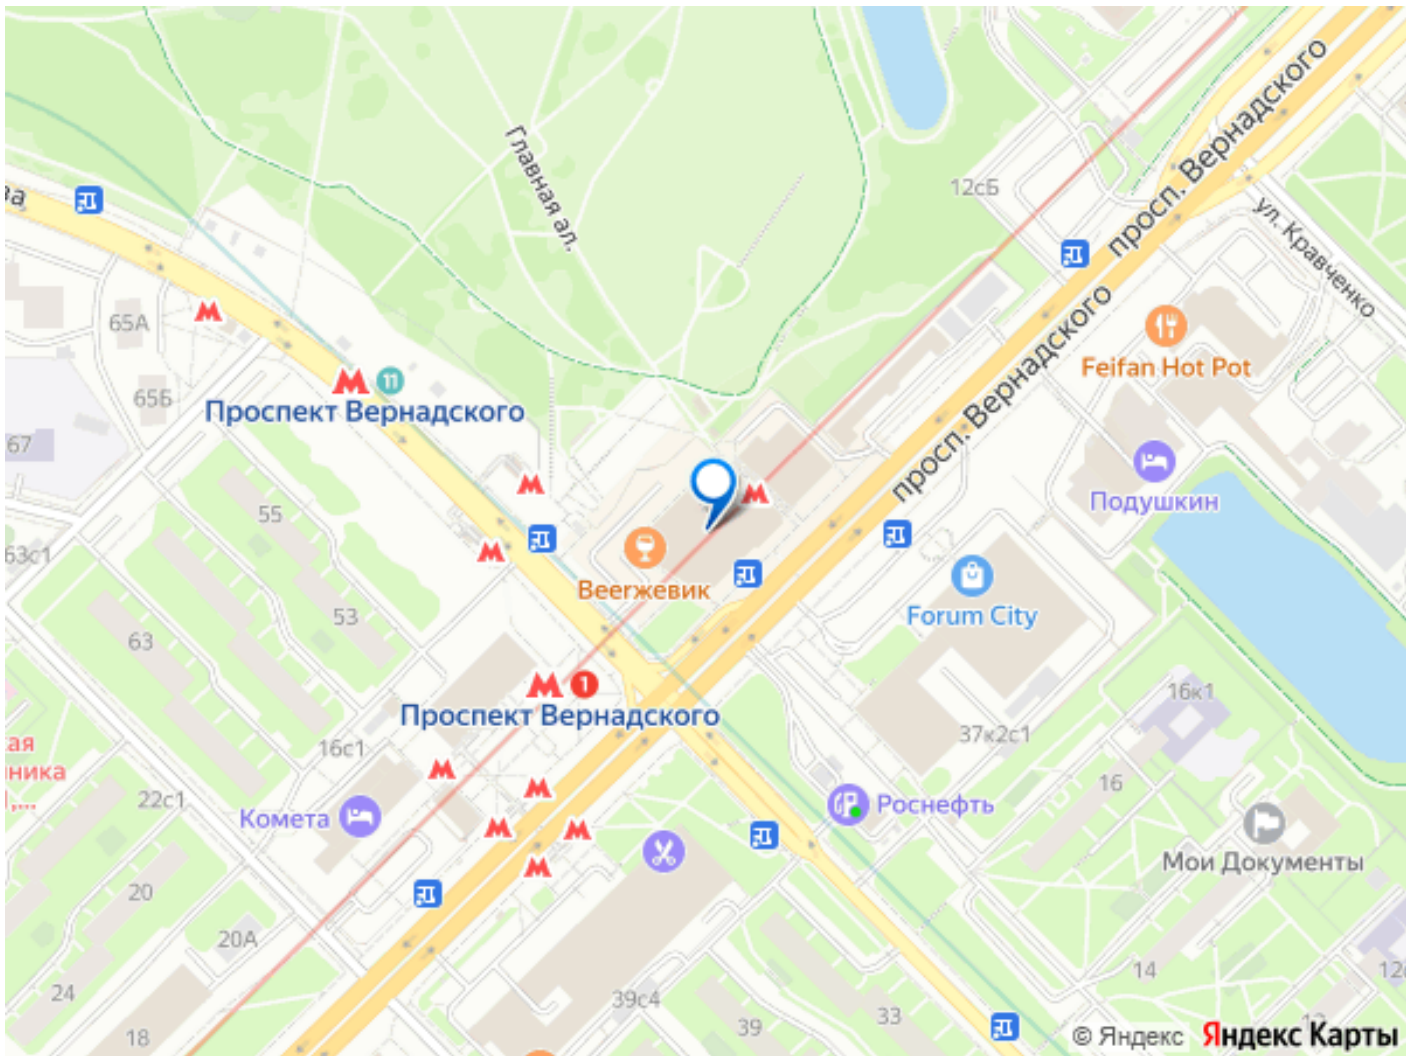 Главная ал.
просп. Вернадского
12сБ
ул. Кравченко
просп. Вернадского
65А
65Б
67
М 11
Проспект Вернадского
Feifan Hot Pot
Подушкин
55
63с1
53
63
Beerжевик
Forum City
М 1
Проспект Вернадского
16с1
22с1
Комета
20
20А
24
18
37к2с1
16к1
16
Роснефть
Мои Документы
14
39с4
39
33
© Яндекс Яндекс Карты